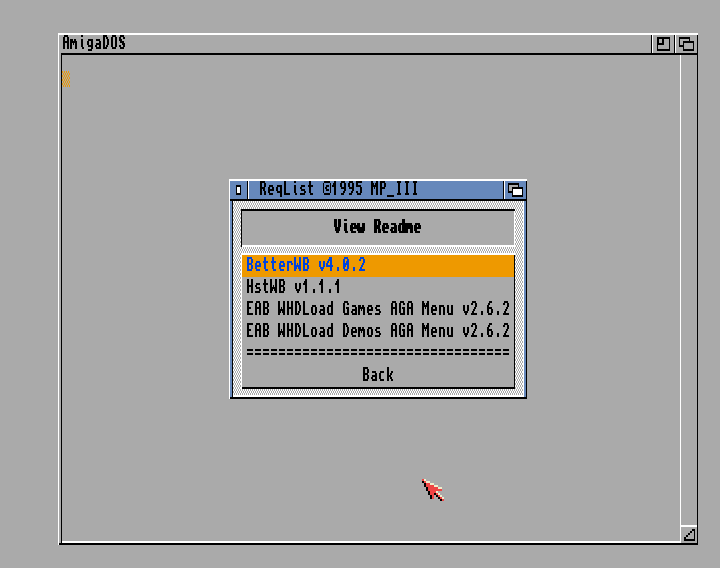 AmigaDOS
ReqList ©1995 MP_III
View Readme
BetterWB v4.0.2
HstWB v1.1.1
EAB WHDLoad Games AGA Menu v2.6.2
EAB WHDLoad Demos AGA Menu v2.6.2
=================================
Back